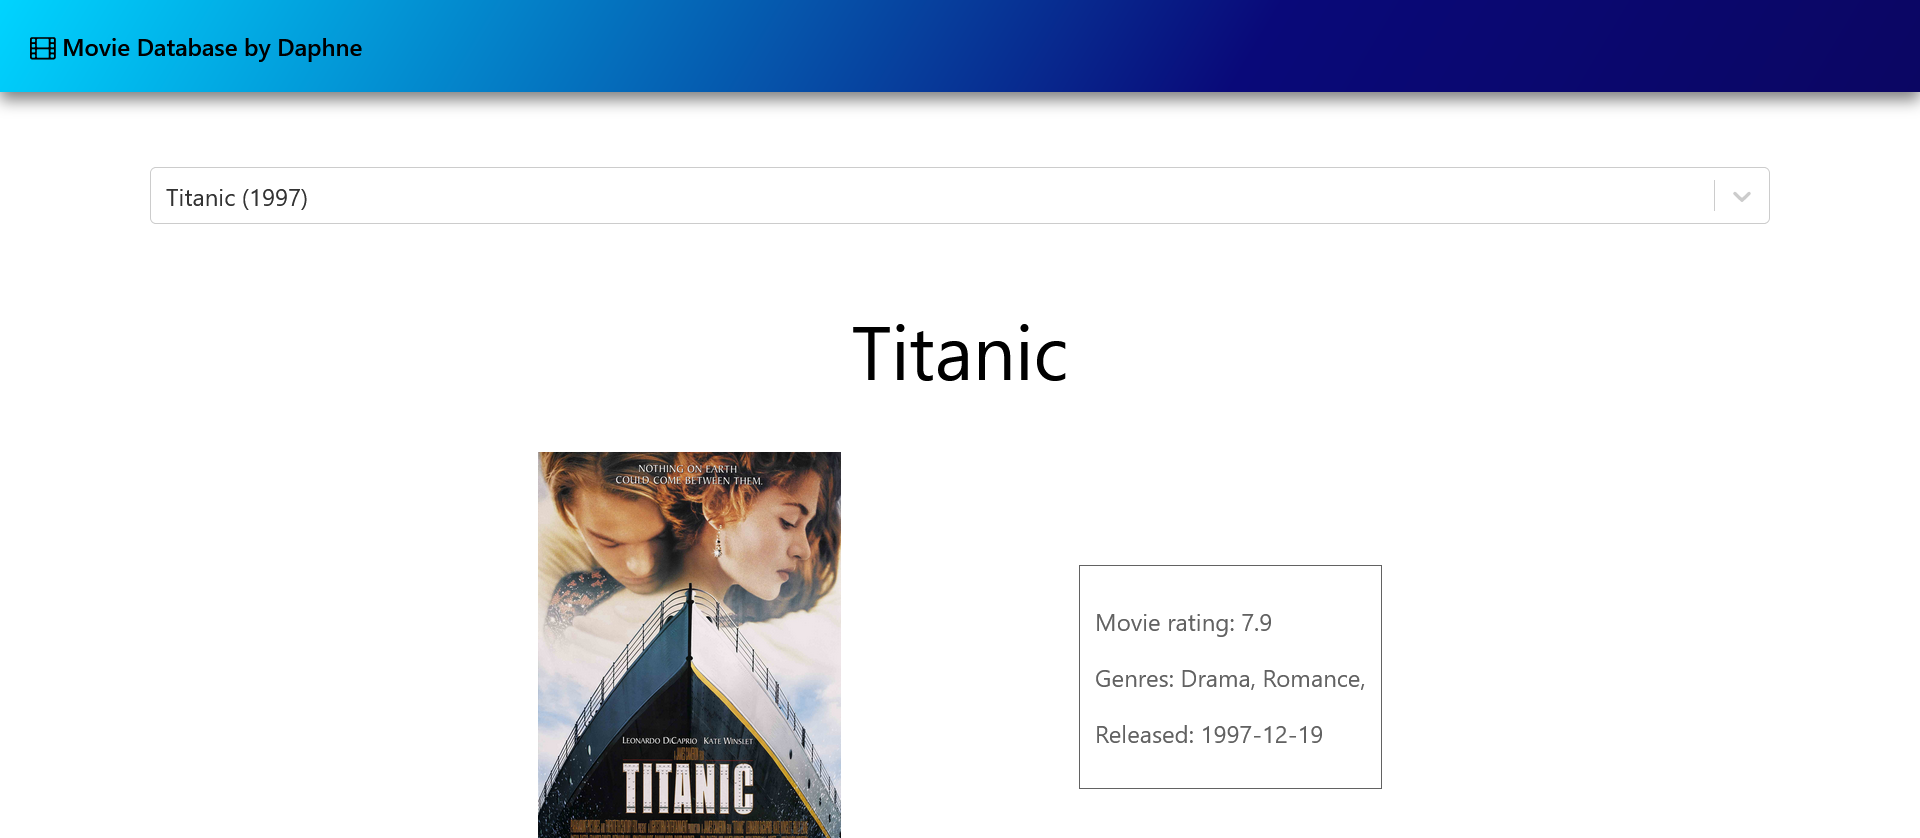 Movie Database by Daphne
Titanic (1997)
Titanic
NOTHING ON EARTH
COULD COME BETWEEN THEM.
LEONARDO DICAPRIO KATE WINSLET
TITANIC
Movie rating: 7.9
Genres: Drama, Romance,
Released: 1997-12-19